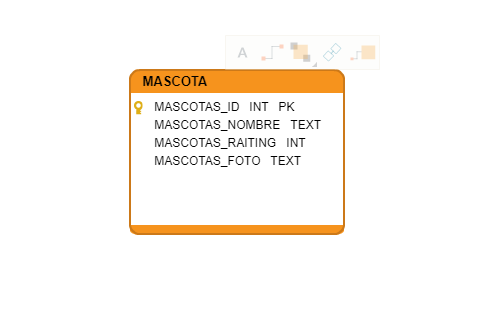 A
MASCOTA
MASCOTAS_ID INT PK
MASCOTAS_NOMBRE TEXT
MASCOTAS_RAITING INT
MASCOTAS_FOTO TEXT